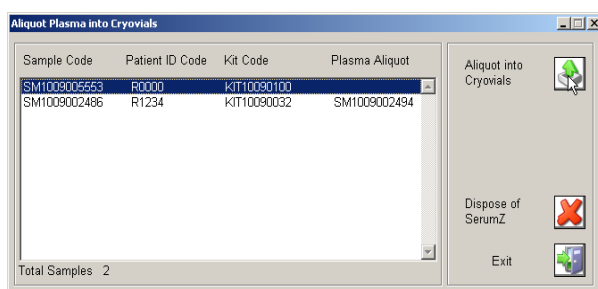 Aliquot Plasma into Cryovials
Sample Code Patient ID Code Kit Code Plasma Aliquot
SM1009005553 R0000 KIT10090100
SM1009002486 R1234 KIT10090032 SM1009002494
Total Samples 2
Aliquot into
Cryovials
Dispose of
SerumZ
Exit